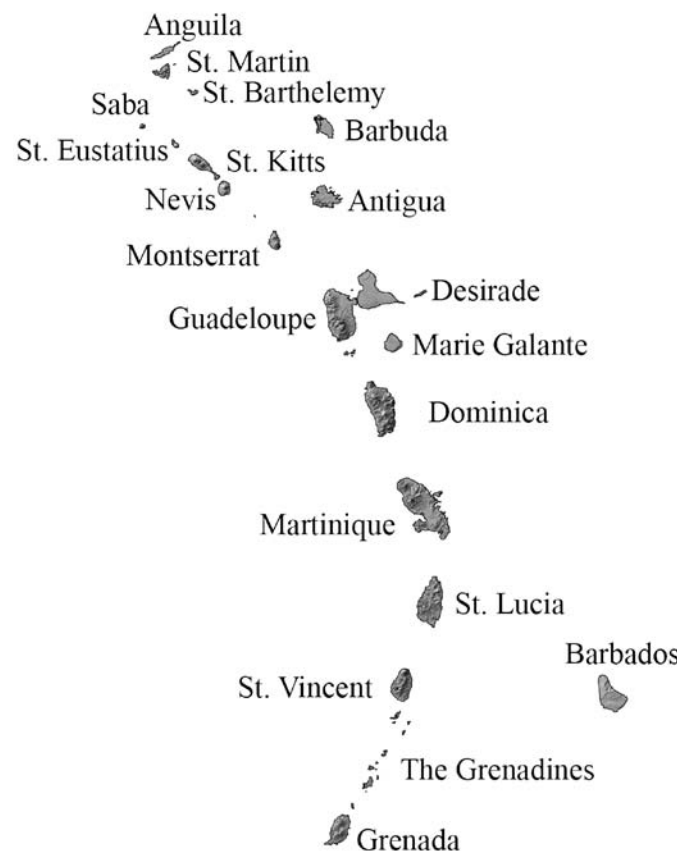 Anguila
St. Martin
St. Barthelemy
Saba
Barbuda
St. Eustatius
St. Kitts
Nevis
Antigua
Montserrat
Desirade
Guadeloupe
Marie Galante
Dominica
Martinique
St. Lucia
Barbados
St. Vincent
The Grenadines
Grenada